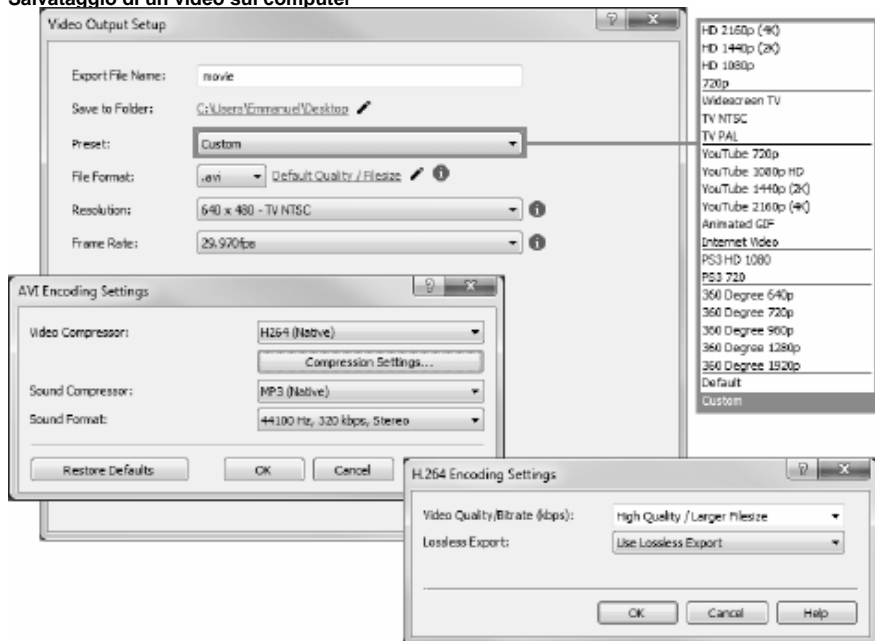 Salvataggio di un video sul computer
Video Output Setup
Export File Name:
movie
Save to Folder:
C:\Users\Emmanuel\Desktop
Preset:
Custom
File Format:
.avi
Default Quality / Filesize
Resolution:
640 x 480 - TV NTSC
Frame Rate:
29.970fps
HD 2160p (4K)
HD 1440p (2K)
HD 1080p
720p
Widescreen TV
TV NTSC
TV PAL
YouTube 720p
YouTube 1080p HD
YouTube 1440p (2K)
YouTube 2160p (4K)
Animated GIF
Internet Video
PS3 HD 1080
PS3 720
360 Degree 640p
360 Degree 720p
360 Degree 960p
360 Degree 1280p
360 Degree 1920p
Default
Custom
AVI Encoding Settings
Video Compressor:
H264 (Native)
Compression Settings...
Sound Compressor:
MP3 (Native)
Sound Format:
44100 Hz, 320 kbps, Stereo
Restore Defaults
OK
Cancel
H.264 Encoding Settings
Video Quality/Bitrate (kbps):
High Quality / Larger Filesize
Lossless Export:
Use Lossless Export
OK
Cancel
Help